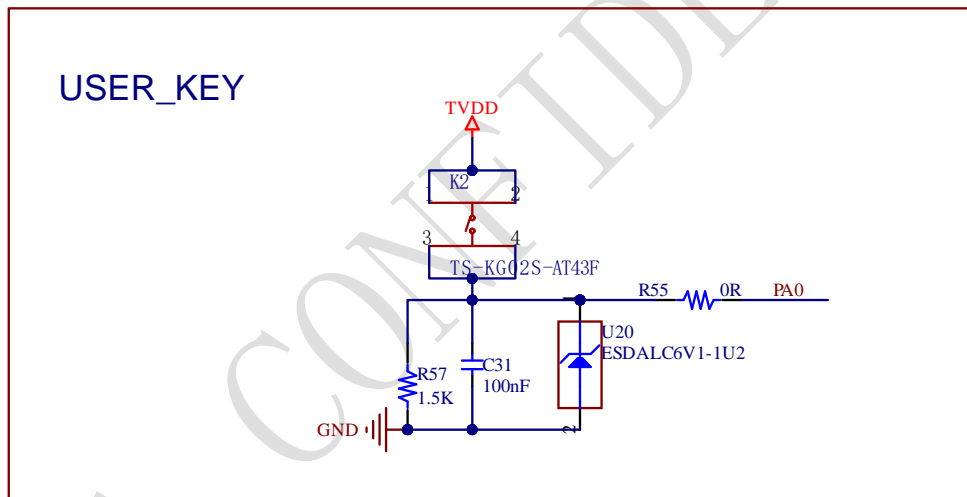 USER_KEY
TVDD
K2
1 2
3 4
TS-KG02S-AT43F
R55 0R PA0
U20
ESDALC6V1-1U2
C31
100nF
R57
1.5K
GND
2
CONFIDE